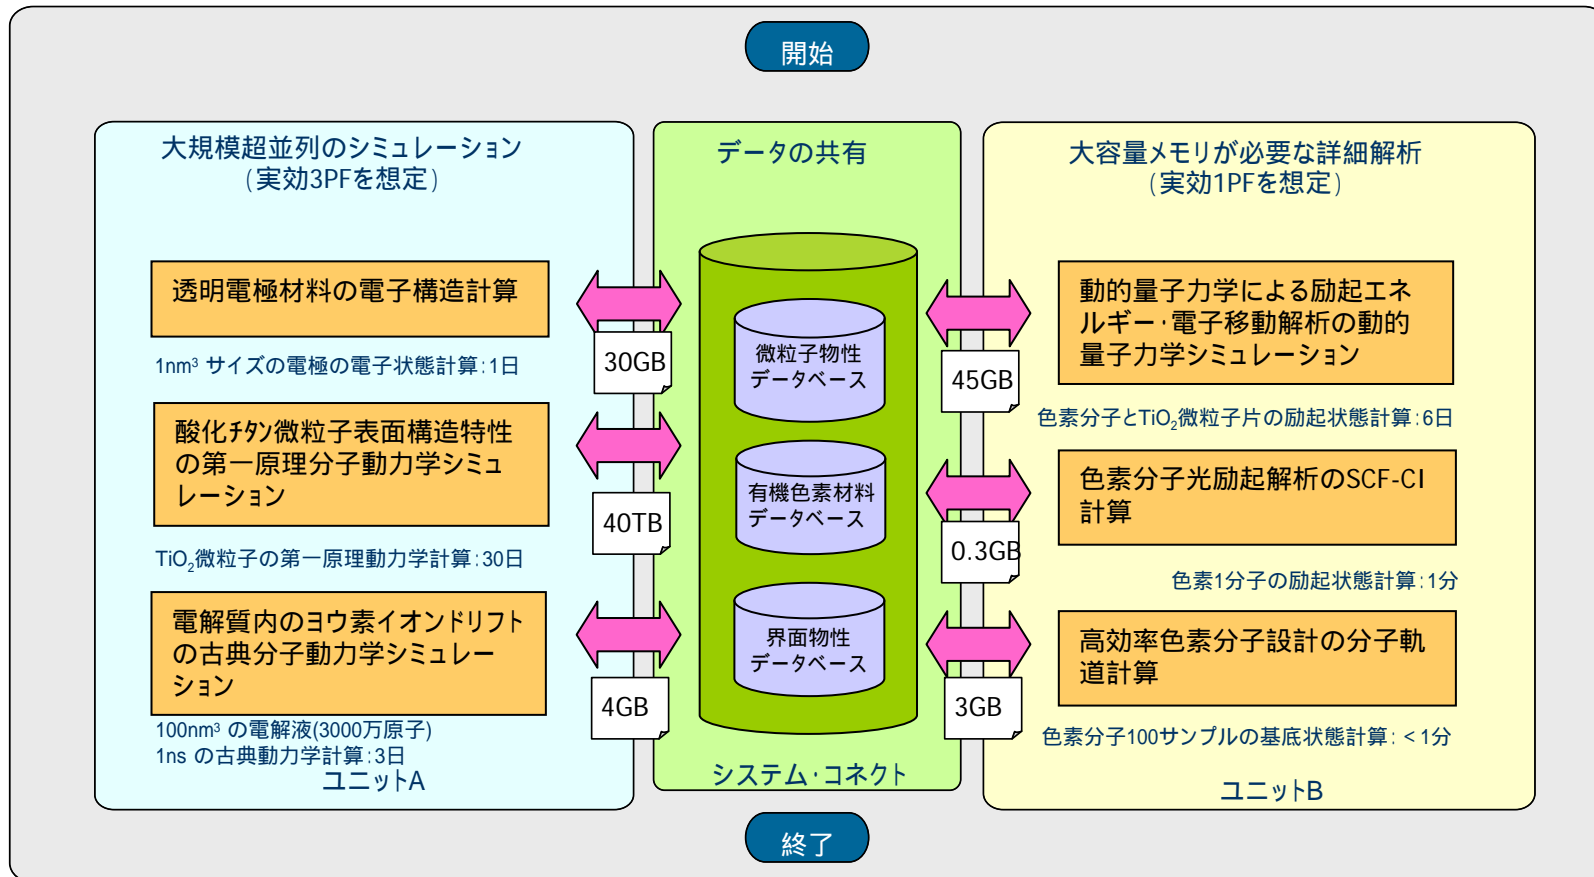 開始
大規模超並列のシミュレーション
(実効3PFを想定)
透明電極材料の電子構造計算
1nm³ サイズの電極の電子状態計算:1日
酸化チタン微粒子表面構造特性
の第一原理分子動力学シミュ
レーション
TiO₂微粒子の第一原理動力学計算:30日
電解質内のヨウ素イオンドリフト
の古典分子動力学シミュレー
ション
100nm³ の電解液(3000万原子)
1ns の古典動力学計算:3日
ユニットA
30GB
40TB
4GB
データの共有
微粒子物性
データベース
有機色素材料
データベース
界面物性
データベース
システム・コネクト
45GB
0.3GB
3GB
大容量メモリが必要な詳細解析
(実効1PFを想定)
動的量子力学による励起エネ
ルギー・電子移動解析の動的
量子力学シミュレーション
色素分子とTiO₂微粒子片の励起状態計算:6日
色素分子光励起解析のSCF-CI
計算
色素1分子の励起状態計算:1分
高効率色素分子設計の分子軌
道計算
色素分子100サンプルの基底状態計算:<1分
ユニットB
終了